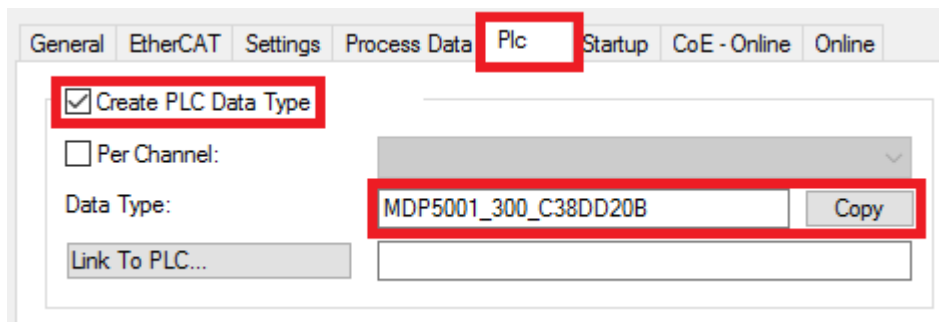 General EtherCAT Settings Process Data Plc Startup CoE - Online Online
Create PLC Data Type
Per Channel:
Data Type: MDP5001_300_C38DD20B Copy
Link To PLC...